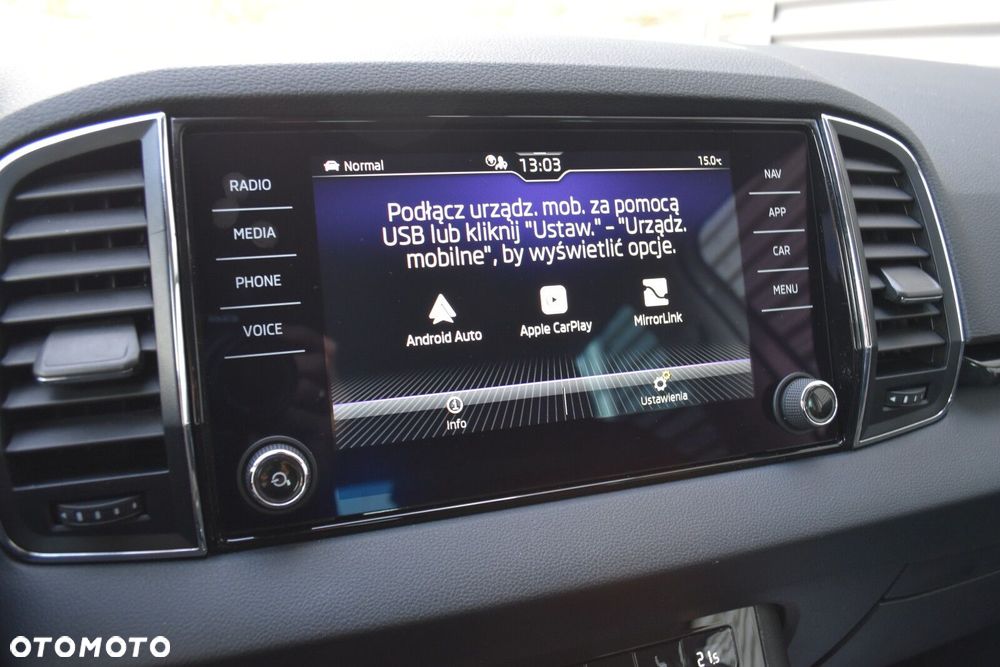 Normal
13:03
15.0°C
RADIO
MEDIA
PHONE
VOICE
Podłącz urządz. mob. za pomocą
USB lub kliknij "Ustaw." – "Urządz.
mobilne", by wyświetlić opcje.
Android Auto
Apple CarPlay
MirrorLink
Info
Ustawienia
NAV
APP
CAR
MENU
OTOMOTO